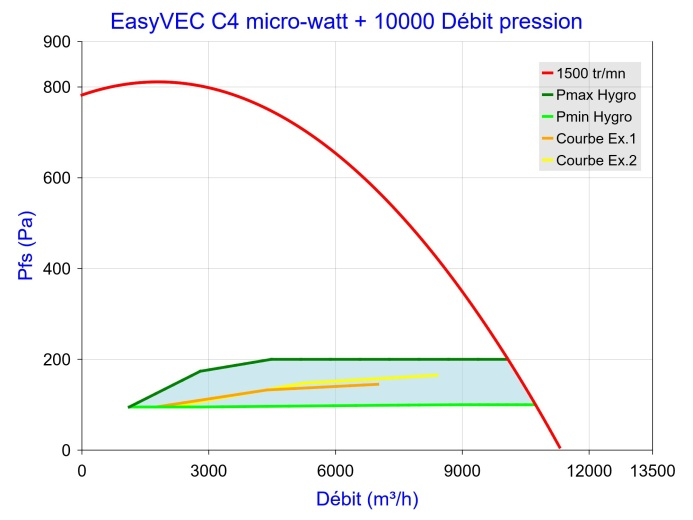 EasyVEC C4 micro-watt + 10000 Débit pression
900
800
600
400
200
0
Pfs (Pa)
1500 tr/mn
Pmax Hygro
Pmin Hygro
Courbe Ex.1
Courbe Ex.2
0 3000 6000 9000 12000 13500
Débit (m³/h)